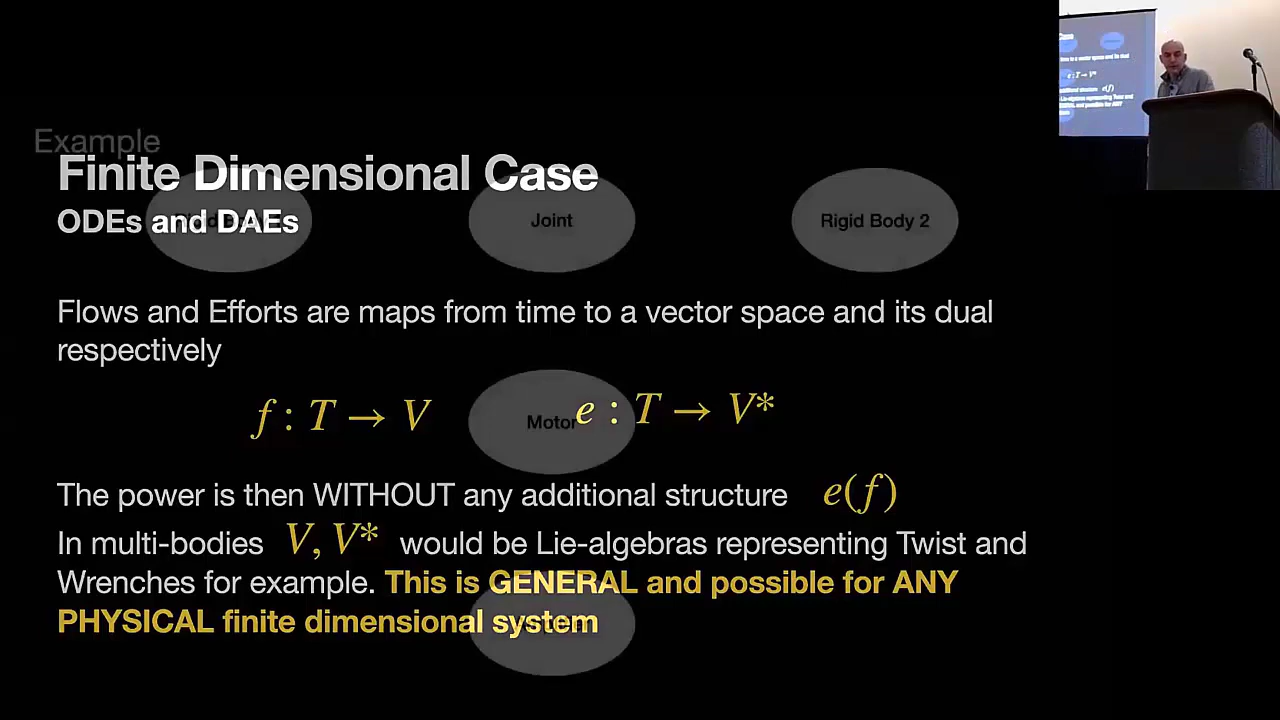 Example
Finite Dimensional Case
ODEs and DAEs
Joint
Rigid Body 2
Flows and Efforts are maps from time to a vector space and its dual
respectively
f : T → V
Motor
e : T → V*
The power is then WITHOUT any additional structure e(f)
In multi-bodies V, V* would be Lie-algebras representing Twist and
Wrenches for example. This is GENERAL and possible for ANY
PHYSICAL finite dimensional system